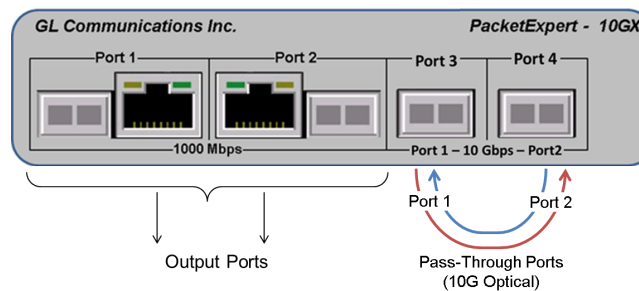 GL Communications Inc. PacketExpert - 10GX
Port 1 Port 2 Port 3 Port 4
1000 Mbps Port 1 – 10 Gbps – Port2
Port 1 Port 2
Output Ports Pass-Through Ports
(10G Optical)